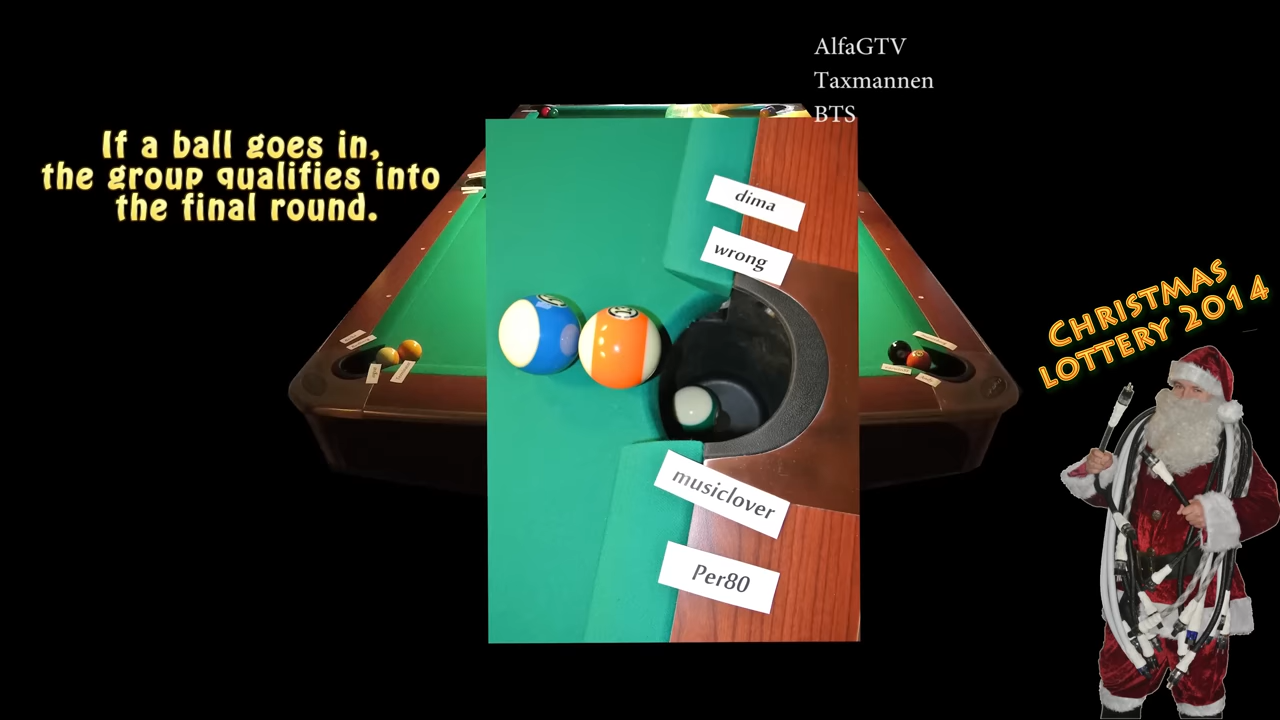 AlfaGTV
Taxmannen
BTS
If a ball goes in,
the group qualifies into
the final round.
dima
wrong
musiclover
Per80
CHRISTMAS
LOTTERY 2014